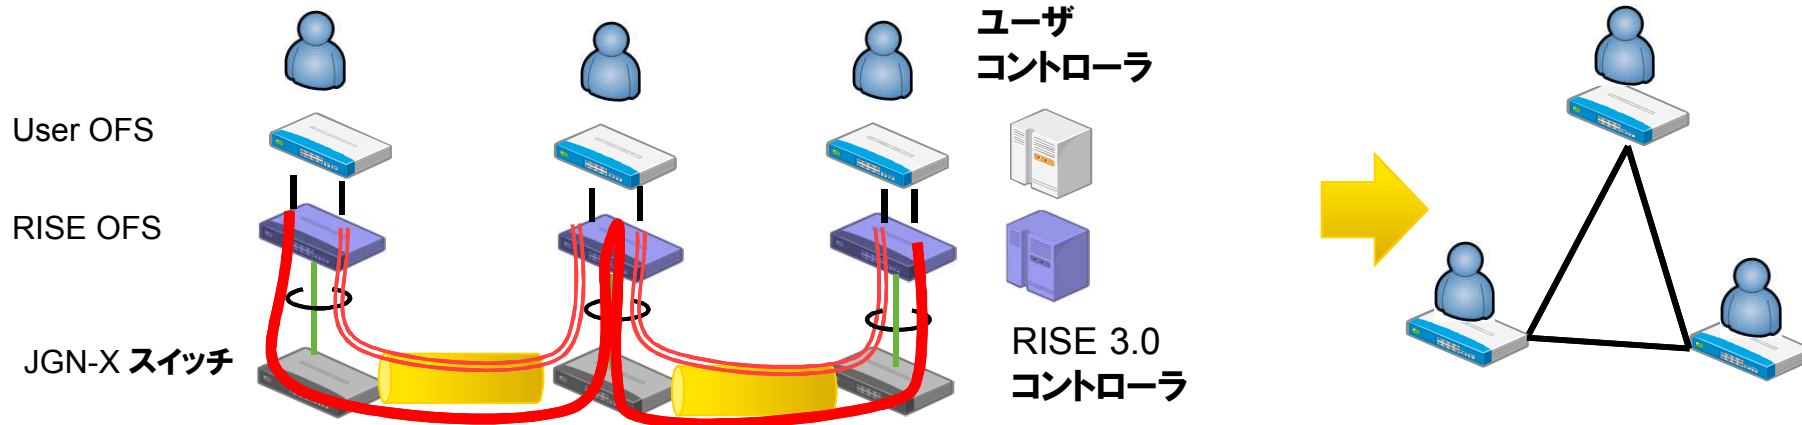 ユーザ
コントローラ
User OFS
RISE OFS
JGN-X スイッチ
RISE 3.0
コントローラ